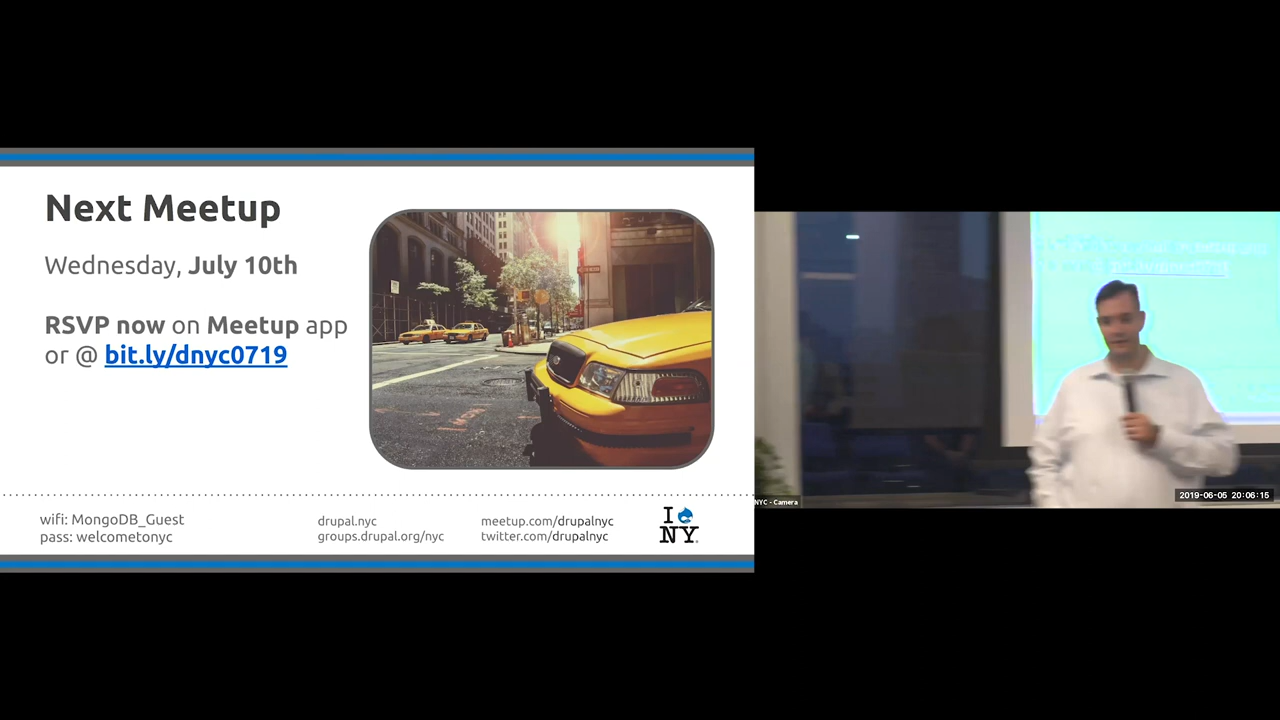 Next Meetup
Wednesday, July 10th
RSVP now on Meetup app
or @ bit.ly/dnyc0719
wifi: MongoDB_Guest
pass: welcometonyc
drupal.nyc
groups.drupal.org/nyc
meetup.com/drupalnyc
twitter.com/drupalnyc
I
NY
NYC - Camera
2019-06-05 20:06:15